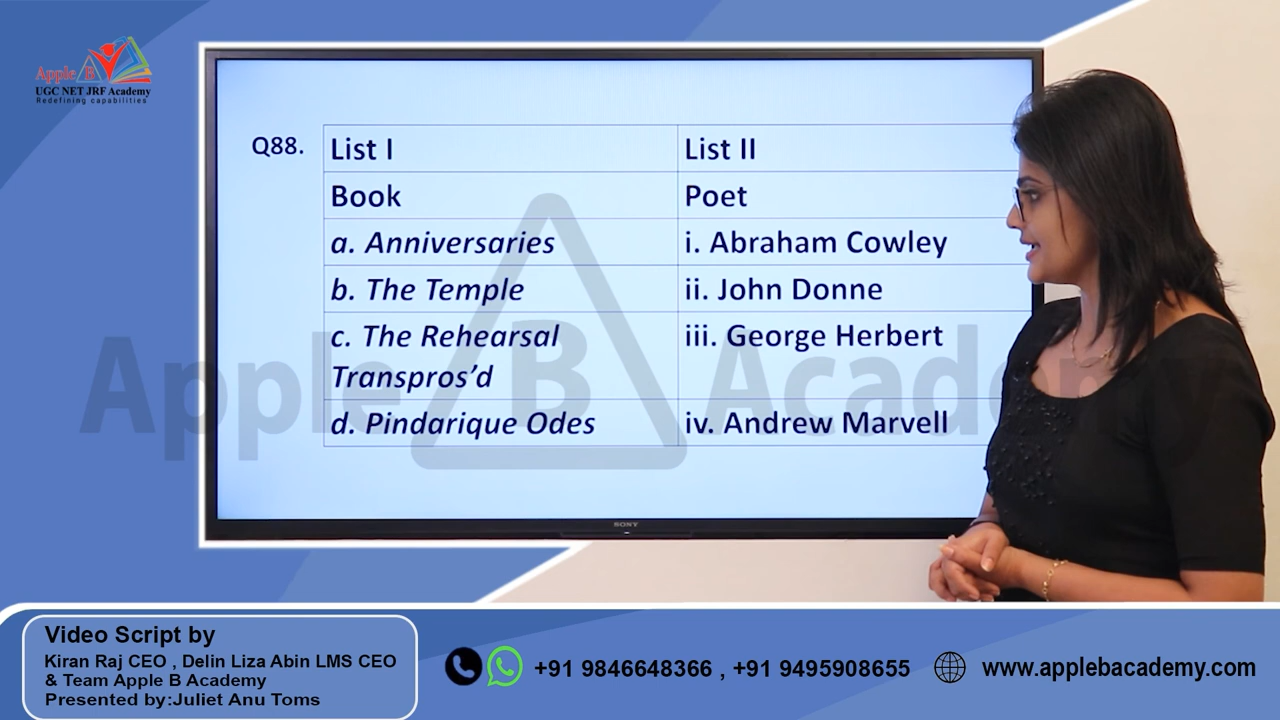 Apple B
UGC NET JRF Academy
Redefining capabilities
Q88.
List I
List II
Book
Poet
a. Anniversaries
i. Abraham Cowley
b. The Temple
ii. John Donne
c. The Rehearsal
Transpros’d
iii. George Herbert
d. Pindarique Odes
iv. Andrew Marvell
Apple B Academy
SONY
Video Script by
Kiran Raj CEO , Delin Liza Abin LMS CEO
& Team Apple B Academy
Presented by:Juliet Anu Toms
+91 9846648366 , +91 9495908655
www.applebacademy.com